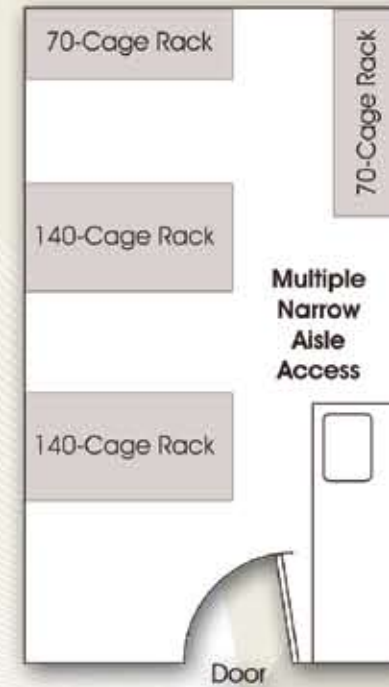 70-Cage Rack
70-Cage Rack
140-Cage Rack
Multiple
Narrow
Aisle
Access
140-Cage Rack
Door